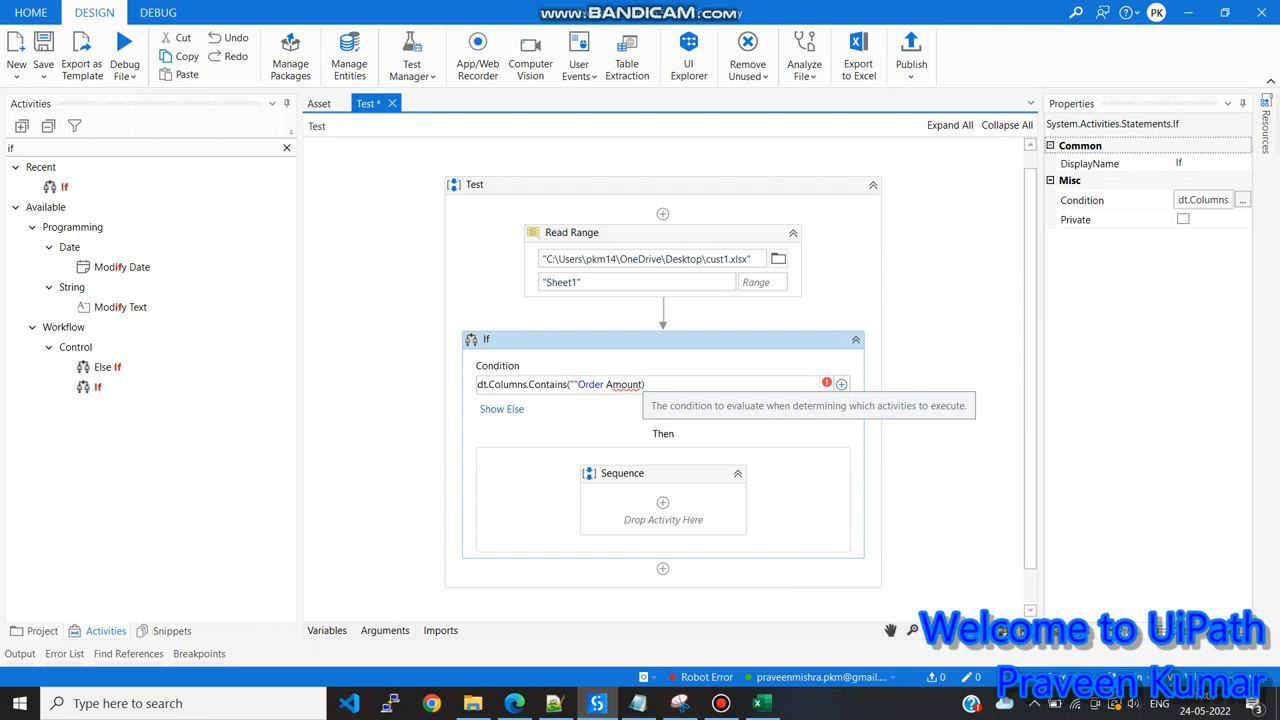 HOME DESIGN DEBUG
www.BANDICAM.com
PK
New
Save
Export as Template
Debug File
Cut
Copy
Paste
Undo
Redo
Manage Packages
Manage Entities
Test Manager
App/Web Recorder
Computer Vision
User Events
Table Extraction
UI Explorer
Remove Unused
Analyze File
Export to Excel
Publish
Activities
if
Recent
If
Available
Programming
Date
Modify Date
String
Modify Text
Workflow
Control
Else If
If
Project Activities Snippets
Asset Test *
Test Expand All Collapse All
Test
Read Range
"C:\Users\pkm14\OneDrive\Desktop\cust1.xlsx"
"Sheet1" Range
If
Condition
dt.Columns.Contains(""Order Amount)
The condition to evaluate when determining which activities to execute.
Show Else
Then
Sequence
Drop Activity Here
Variables Arguments Imports
Properties
System.Activities.Statements.If
Common
DisplayName If
Misc
Condition dt.Columns ...
Private
Resources
Output Error List Find References Breakpoints
Robot Error praveenmishra.pkm@gmail.... 0 0
Welcome to UiPath
Praveen Kumar
Type here to search
ENG
24-05-2022
3